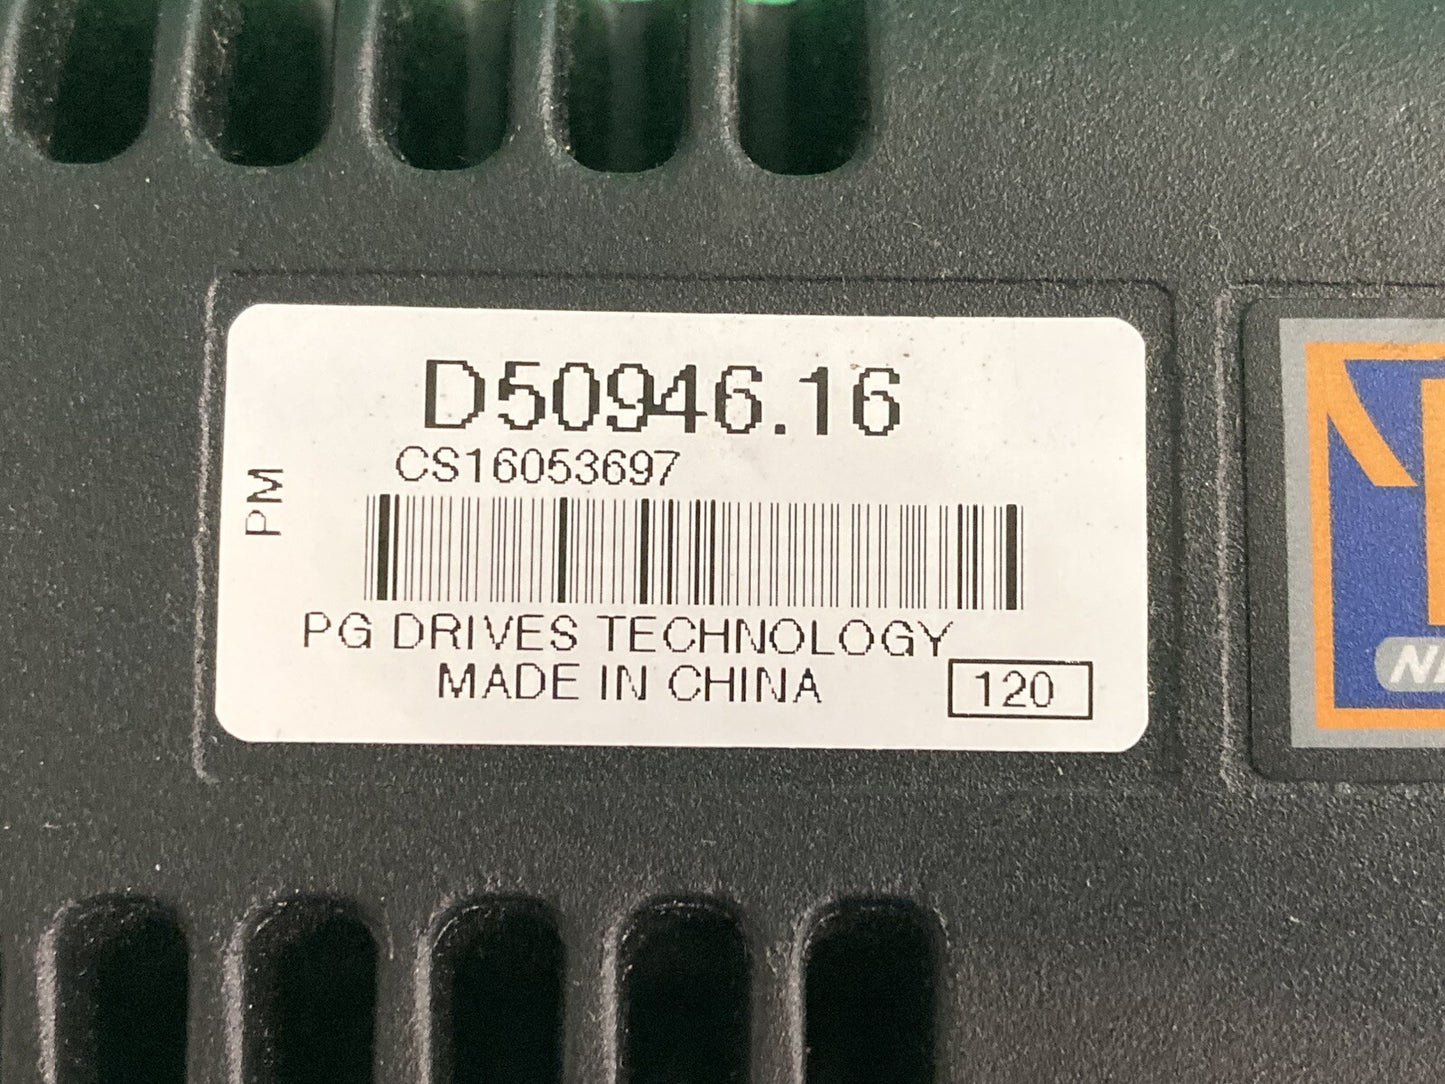 D50946.16
CS16053697
PM
PG DRIVES TECHNOLOGY
MADE IN CHINA
120